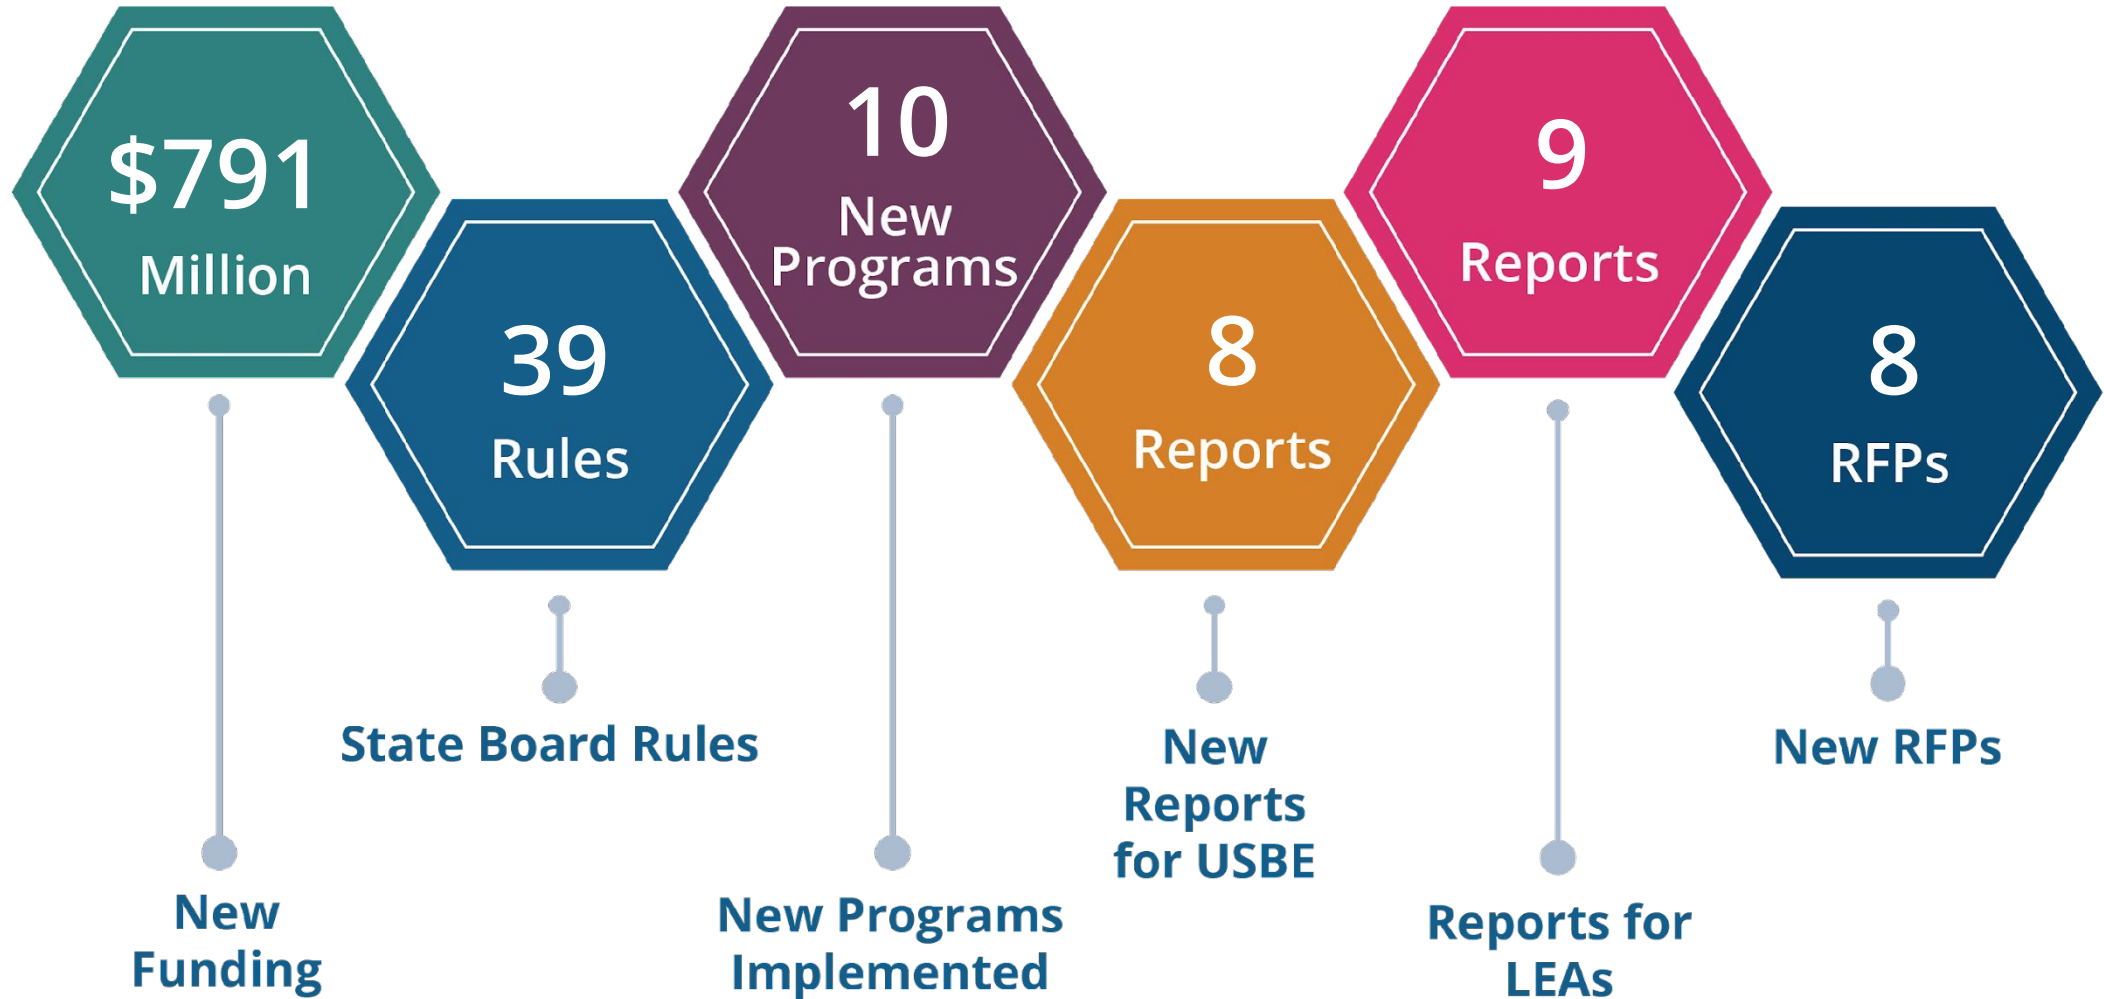 $791
Million
39
Rules
10
New
Programs
8
Reports
9
Reports
8
RFPs
New
Funding
State Board Rules
New Programs
Implemented
New
Reports
for USBE
Reports for
LEAs
New RFPs